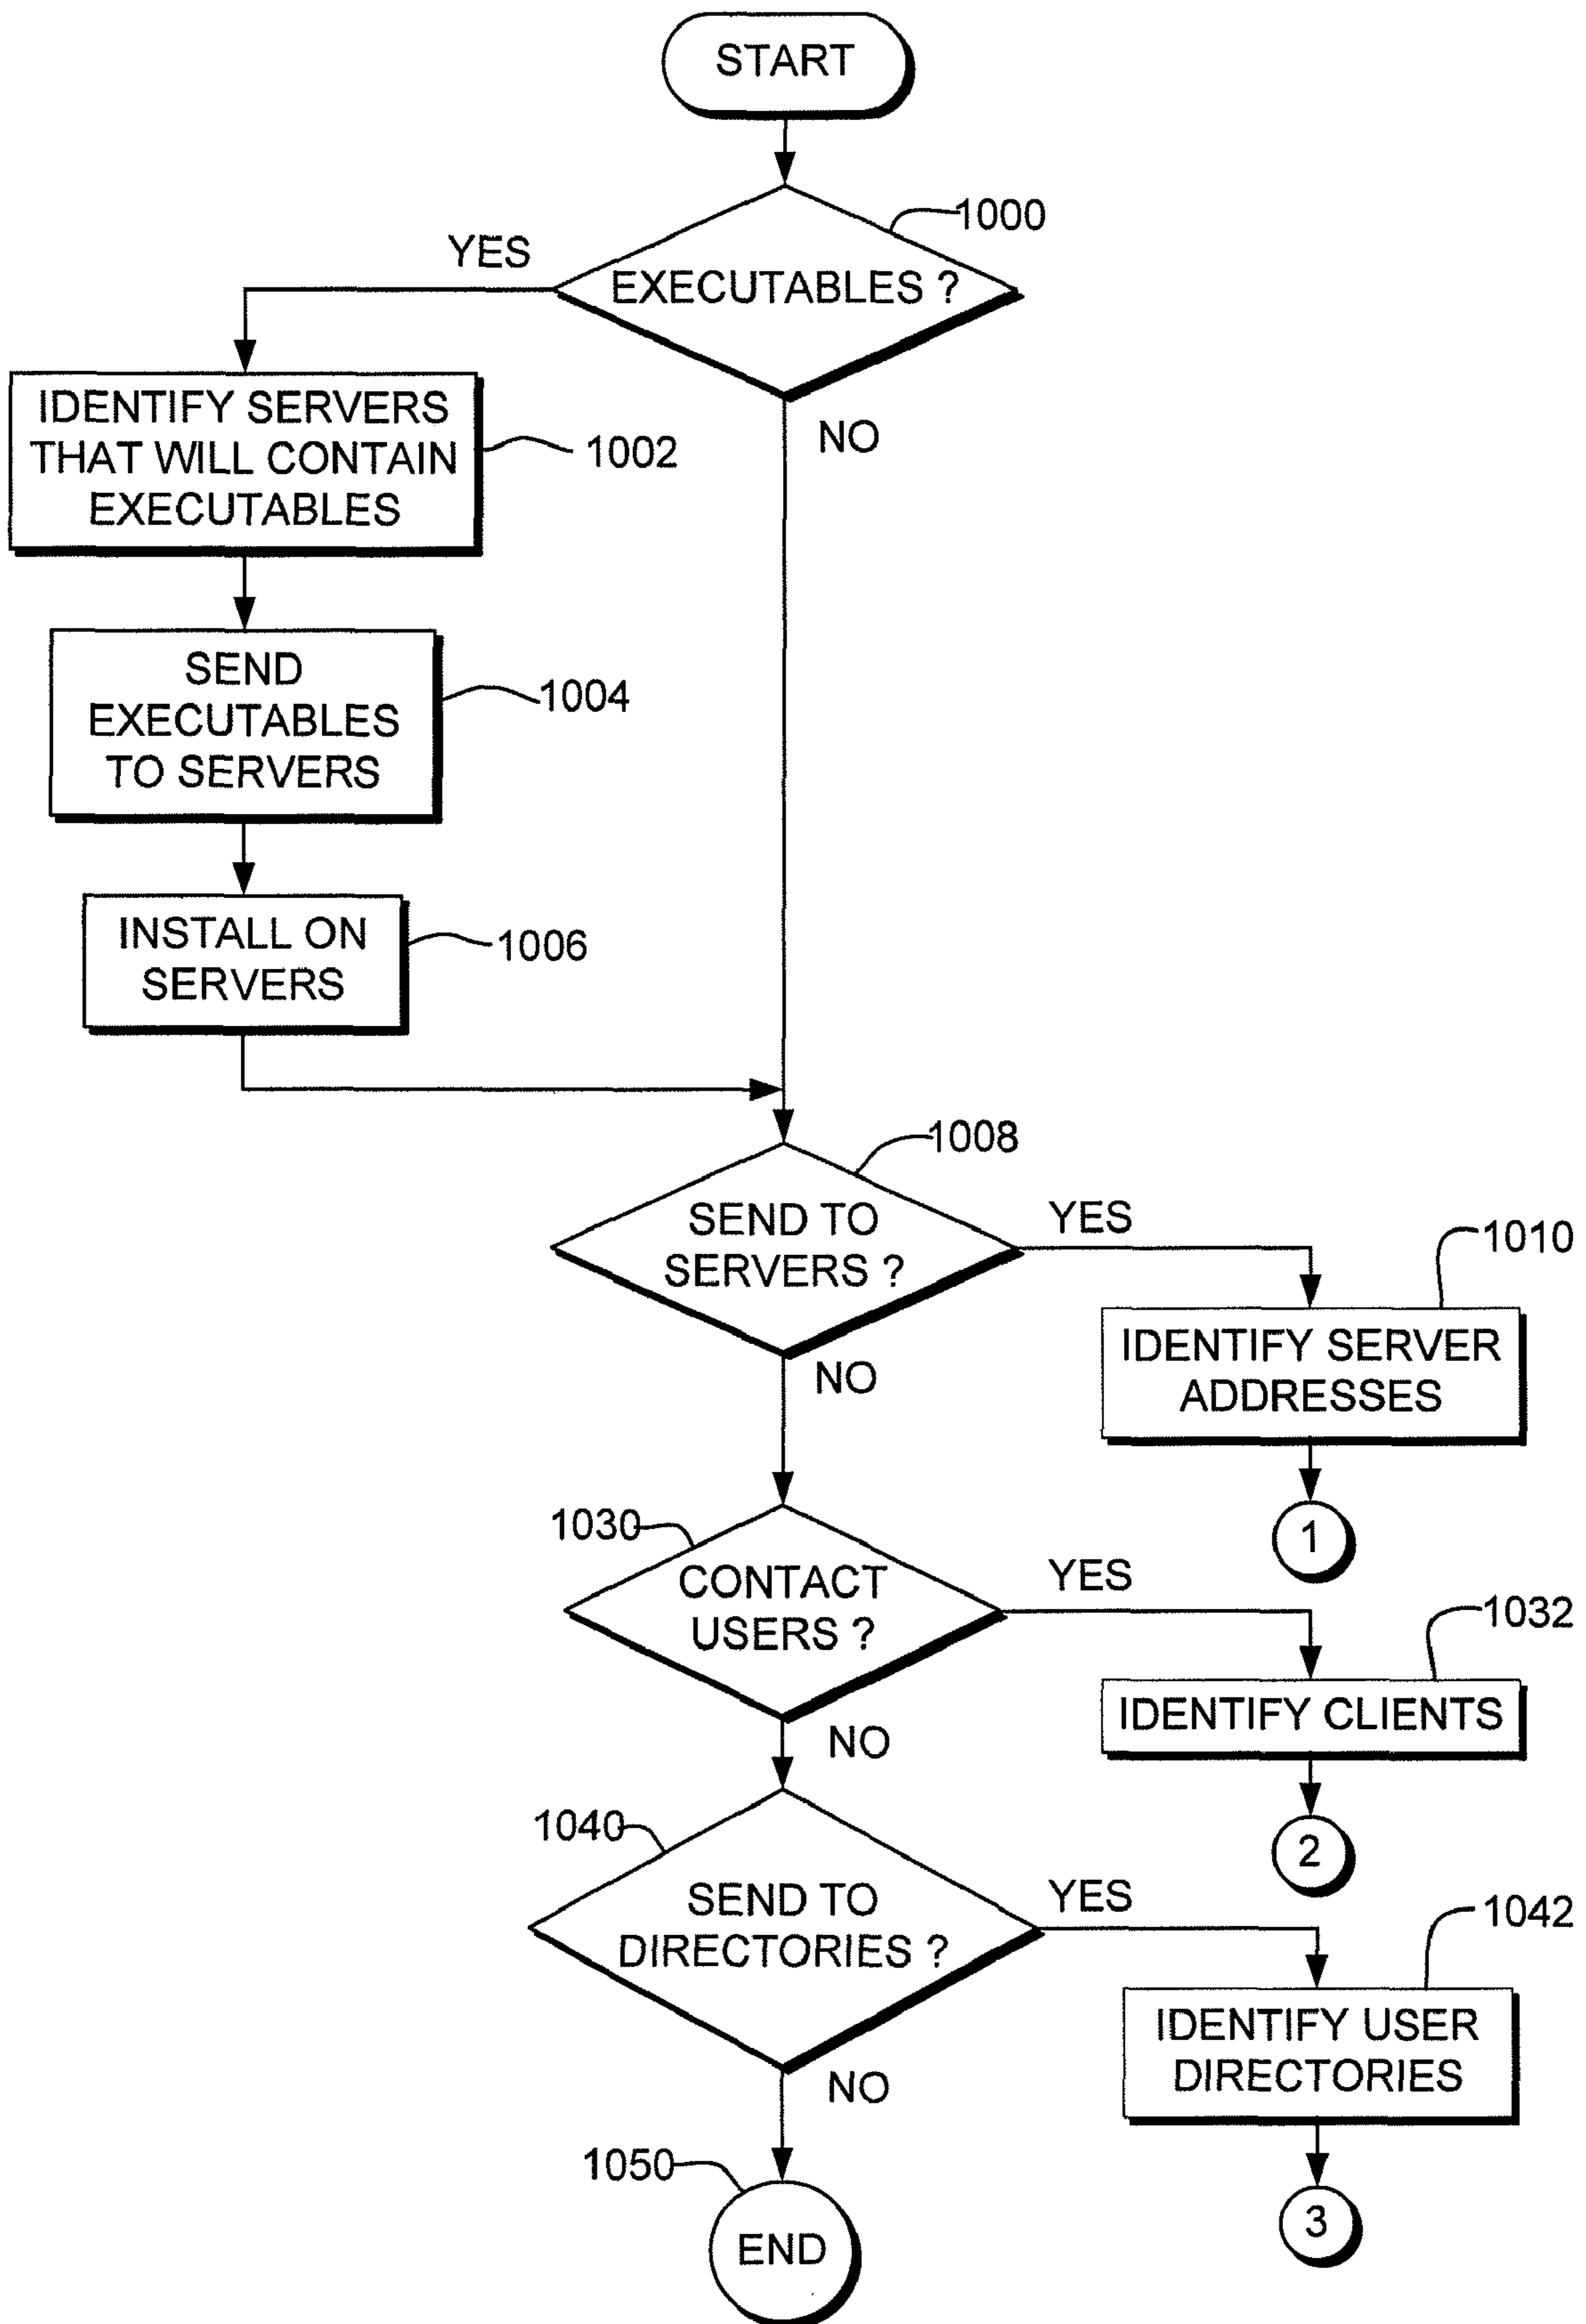 START
1000
YES
EXECUTABLES ?
IDENTIFY SERVERS
THAT WILL CONTAIN
EXECUTABLES
1002
NO
SEND
EXECUTABLES
TO SERVERS
1004
INSTALL ON
SERVERS
1006
1008
SEND TO
SERVERS ?
YES
1010
IDENTIFY SERVER
ADDRESSES
NO
1
1030
CONTACT
USERS ?
YES
1032
IDENTIFY CLIENTS
NO
2
1040
SEND TO
DIRECTORIES ?
YES
1042
IDENTIFY USER
DIRECTORIES
NO
3
1050
END